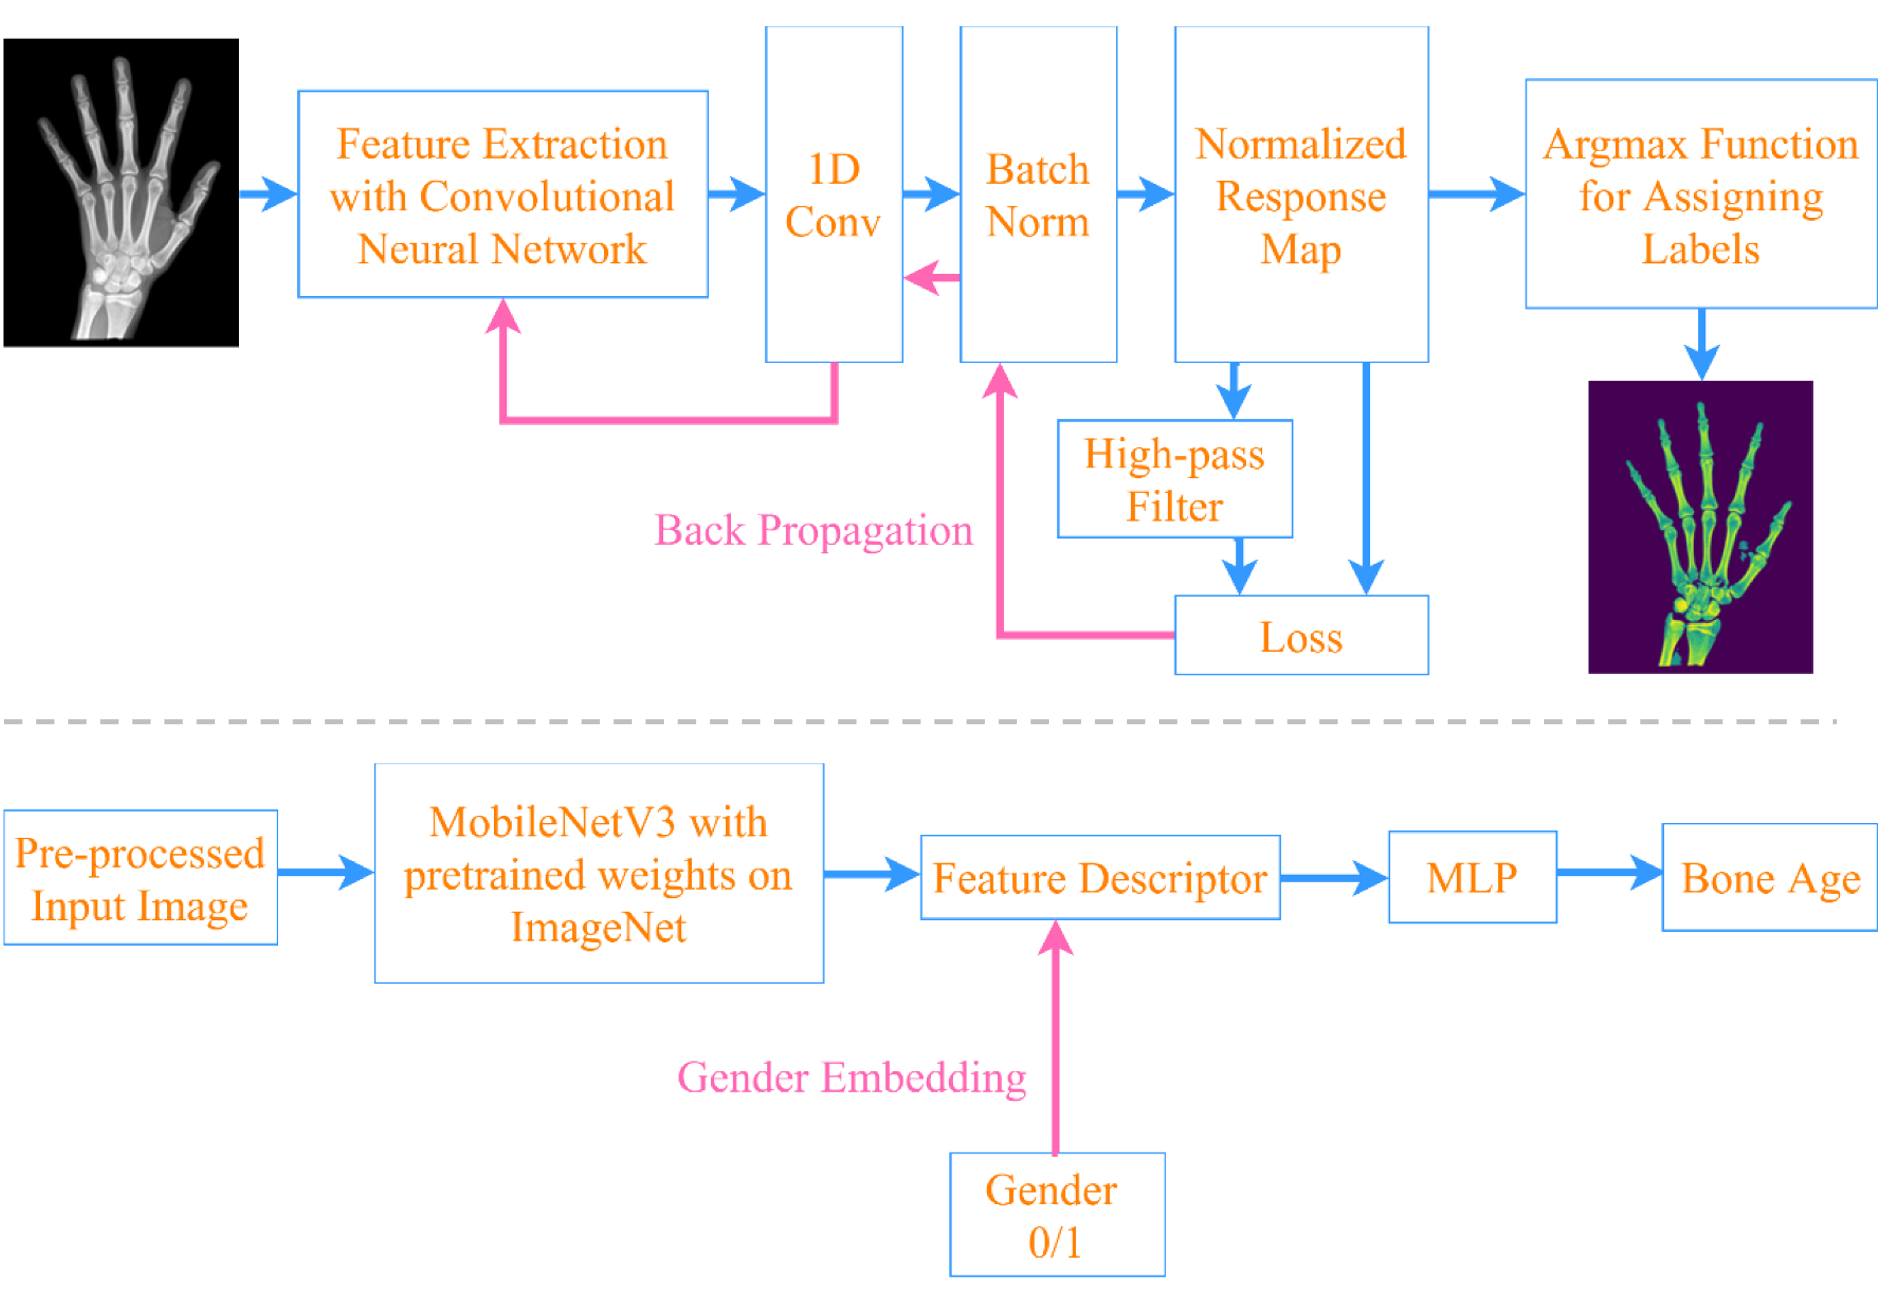 Feature Extraction
with Convolutional
Neural Network
1D
Conv
Batch
Norm
Normalized
Response
Map
Argmax Function
for Assigning
Labels
High-pass
Filter
Back Propagation
Loss
Pre-processed
Input Image
MobileNetV3 with
pretrained weights on
ImageNet
Feature Descriptor
MLP
Bone Age
Gender Embedding
Gender
0/1